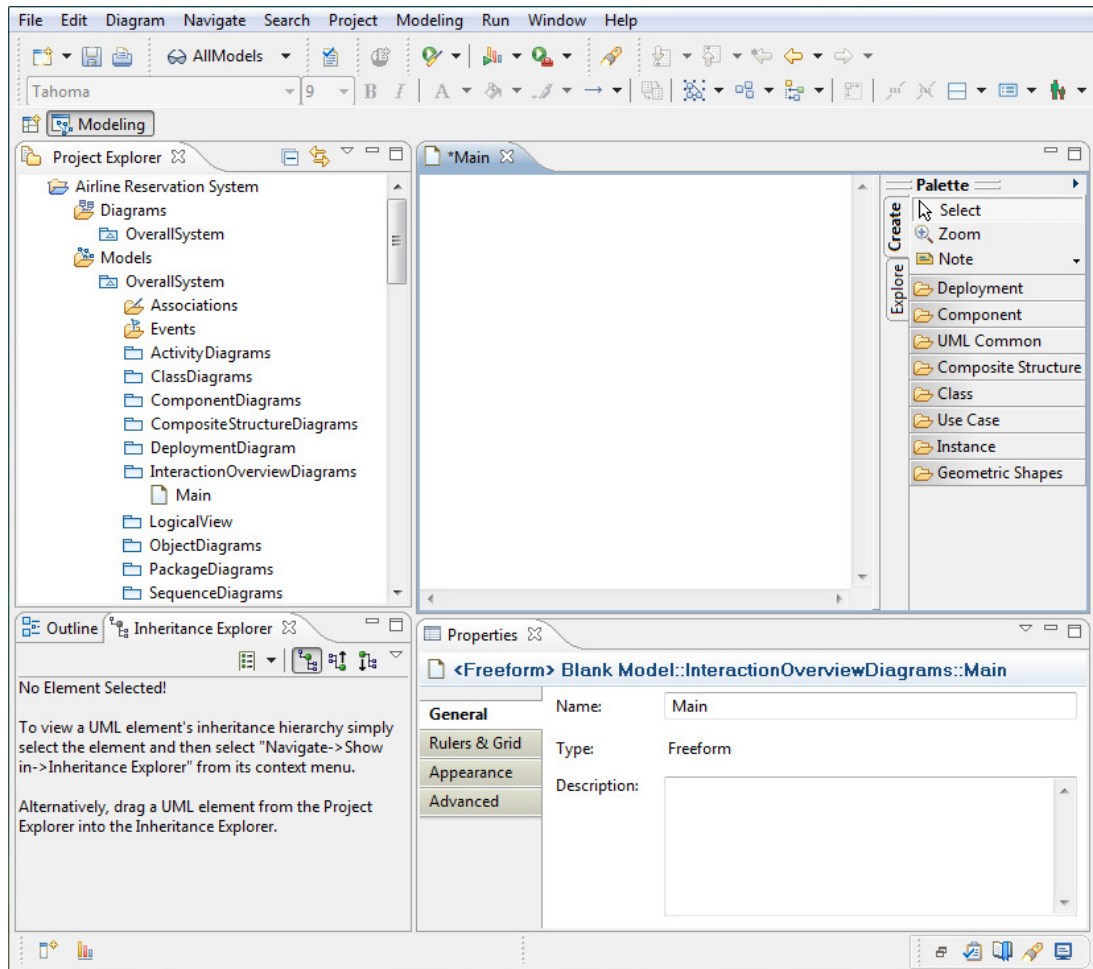 File Edit Diagram Navigate Search Project Modeling Run Window Help
AllModels
Tahoma 9 B I A
Modeling
Project Explorer
Airline Reservation System
Diagrams
OverallSystem
Models
OverallSystem
Associations
Events
ActivityDiagrams
ClassDiagrams
ComponentDiagrams
CompositeStructureDiagrams
DeploymentDiagram
InteractionOverviewDiagrams
Main
LogicalView
ObjectDiagrams
PackageDiagrams
SequenceDiagrams
*Main
Create
Explore
Palette
Select
Zoom
Note
Deployment
Component
UML Common
Composite Structure
Class
Use Case
Instance
Geometric Shapes
Outline Inheritance Explorer
No Element Selected!
To view a UML element's inheritance hierarchy simply
select the element and then select "Navigate->Show
in->Inheritance Explorer" from its context menu.
Alternatively, drag a UML element from the Project
Explorer into the Inheritance Explorer.
Properties
<Freeform> Blank Model::InteractionOverviewDiagrams::Main
General
Rulers & Grid
Appearance
Advanced
Name: Main
Type: Freeform
Description: